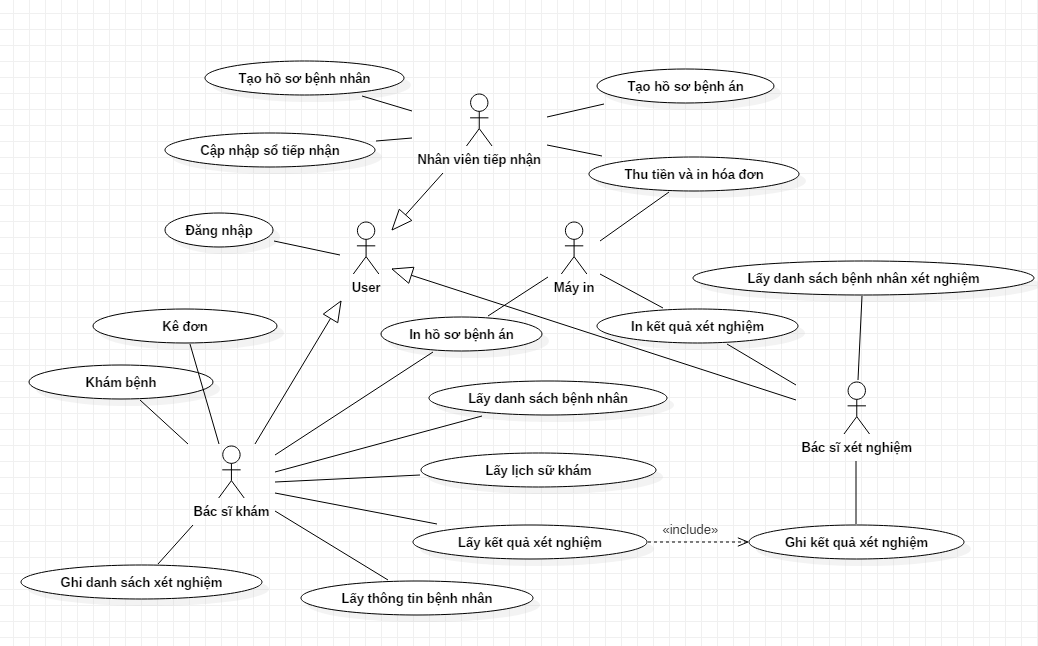 Tạo hồ sơ bệnh nhân
Tạo hồ sơ bệnh án
Cập nhập sổ tiếp nhận
Nhân viên tiếp nhận
Thu tiền và in hóa đơn
Đăng nhập
User
Máy in
Lấy danh sách bệnh nhân xét nghiệm
Kê đơn
In hồ sơ bệnh án
In kết quả xét nghiệm
Khám bệnh
Lấy danh sách bệnh nhân
Bác sĩ xét nghiệm
Lấy lịch sữ khám
Bác sĩ khám
«include»
Lấy kết quả xét nghiệm
Ghi kết quả xét nghiệm
Ghi danh sách xét nghiệm
Lấy thông tin bệnh nhân